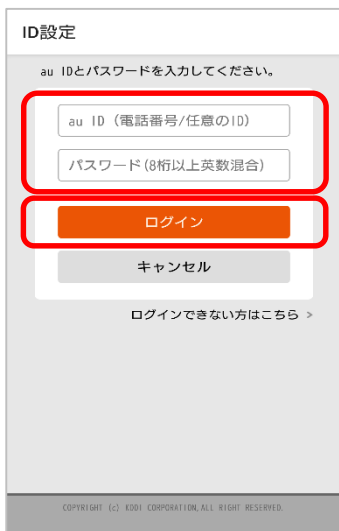 ID設定
au IDとパスワードを入力してください。
au ID（電話番号/任意のID）
パスワード(8桁以上英数混合)
ログイン
キャンセル
ログインできない方はこちら >
COPYRIGHT (c) KDDI CORPORATION, ALL RIGHT RESERVED.